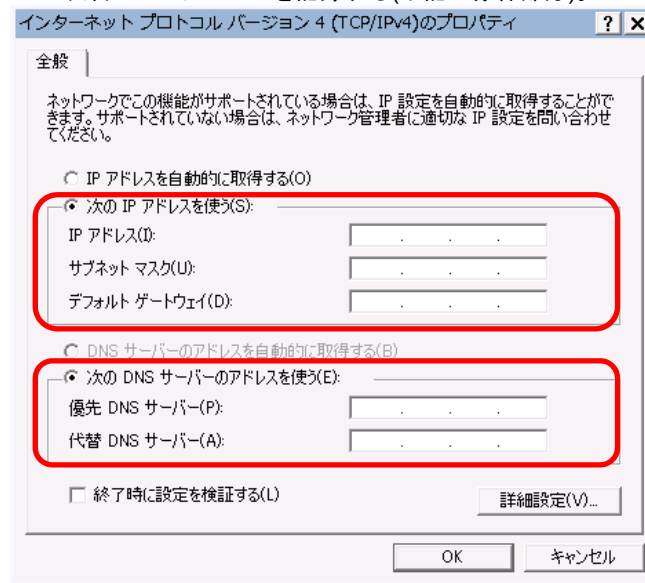 インターネット プロトコル バージョン 4 (TCP/IPv4)のプロパティ
全般
ネットワークでこの機能がサポートされている場合は、IP 設定を自動的に取得することがで
きます。サポートされていない場合は、ネットワーク管理者に適切な IP 設定を問い合わせ
てください。
IP アドレスを自動的に取得する(O)
次の IP アドレスを使う(S):
IP アドレス(I):
サブネット マスク(U):
デフォルト ゲートウェイ(D):
DNS サーバーのアドレスを自動的に取得する(B)
次の DNS サーバーのアドレスを使う(E):
優先 DNS サーバー(P):
代替 DNS サーバー(A):
終了時に設定を検証する(L)
詳細設定(V)...
OK
キャンセル